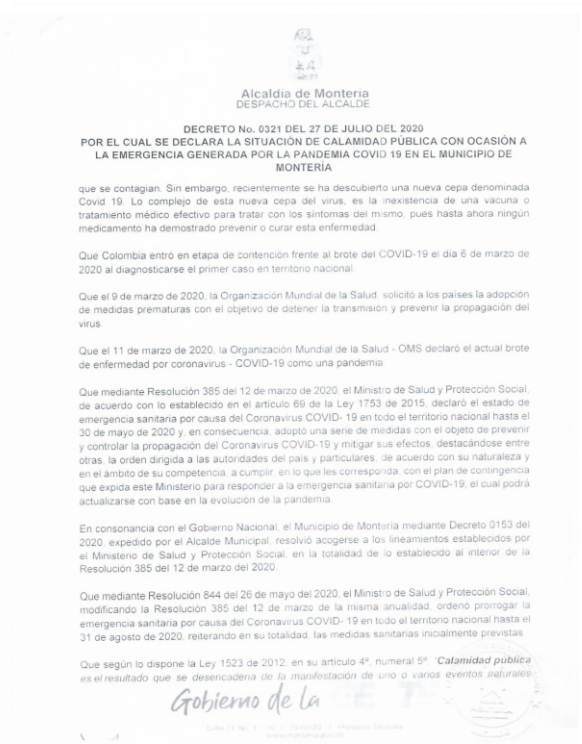 Alcaldía de Montería
DESPACHO DEL ALCALDE
DECRETO No. 0321 DEL 27 DE JULIO DEL 2020
POR EL CUAL SE DECLARA LA SITUACIÓN DE CALAMIDAD PÚBLICA CON OCASIÓN A
LA EMERGENCIA GENERADA POR LA PANDEMIA COVID 19 EN EL MUNICIPIO DE
MONTERÍA
que se contagian. Sin embargo, recientemente se ha descubierto una nueva cepa denominada
Covid 19. Lo complejo de esta nueva cepa del virus, es la inexistencia de una vacuna o
tratamiento médico efectivo para tratar con los síntomas del mismo, pues hasta ahora ningún
medicamento ha demostrado prevenir o curar esta enfermedad.
Que Colombia entró en etapa de contención frente al brote del COVID-19 el día 6 de marzo de
2020 al diagnosticarse el primer caso en territorio nacional.
Que el 9 de marzo de 2020, la Organización Mundial de la Salud, solicitó a los países la adopción
de medidas prematuras con el objetivo de detener la transmisión y prevenir la propagación del
virus.
Que el 11 de marzo de 2020, la Organización Mundial de la Salud - OMS declaró el actual brote
de enfermedad por coronavirus - COVID-19 como una pandemia.
Que mediante Resolución 385 del 12 de marzo de 2020, el Ministro de Salud y Protección Social,
de acuerdo con lo establecido en el artículo 69 de la Ley 1753 de 2015, declaró el estado de
emergencia sanitaria por causa del Coronavirus COVID- 19 en todo el territorio nacional hasta el
30 de mayo de 2020 y, en consecuencia, adoptó una serie de medidas con el objeto de prevenir
y controlar la propagación del Coronavirus COVID-19 y mitigar sus efectos, destacándose entre
otras, la orden dirigida a las autoridades del país y particulares, de acuerdo con su naturaleza y
en el ámbito de su competencia, a cumplir, en lo que les corresponda, con el plan de contingencia
que expida este Ministerio para responder a la emergencia sanitaria por COVID-19, el cual podrá
actualizarse con base en la evolución de la pandemia.
En consonancia con el Gobierno Nacional, el Municipio de Montería mediante Decreto 0153 del
2020, expedido por el Alcalde Municipal, resolvió acogerse a los lineamientos establecidos por
el Ministerio de Salud y Protección Social, en la totalidad de lo establecido al interior de la
Resolución 385 del 12 de marzo del 2020.
Que mediante Resolución 844 del 26 de mayo del 2020, el Ministro de Salud y Protección Social,
modificando la Resolución 385 del 12 de marzo de la misma anualidad, ordenó prorrogar la
emergencia sanitaria por causa del Coronavirus COVID- 19 en todo el territorio nacional hasta el
31 de agosto de 2020, reiterando en su totalidad, las medidas sanitarias inicialmente previstas.
Que según lo dispone la Ley 1523 de 2012, en su artículo 4º, numeral 5º, "Calamidad pública
es el resultado que se desencadena de la manifestación de uno o varios eventos naturales
Gobierno de la